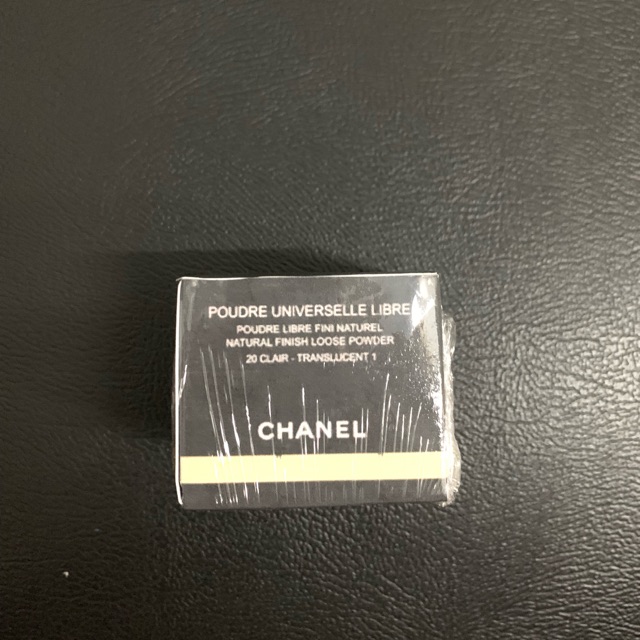 POUDRE UNIVERSELLE LIBRE
POUDRE LIBRE FINI NATUREL
NATURAL FINISH LOOSE POWDER
20 CLAIR - TRANSLUCENT 1
CHANEL